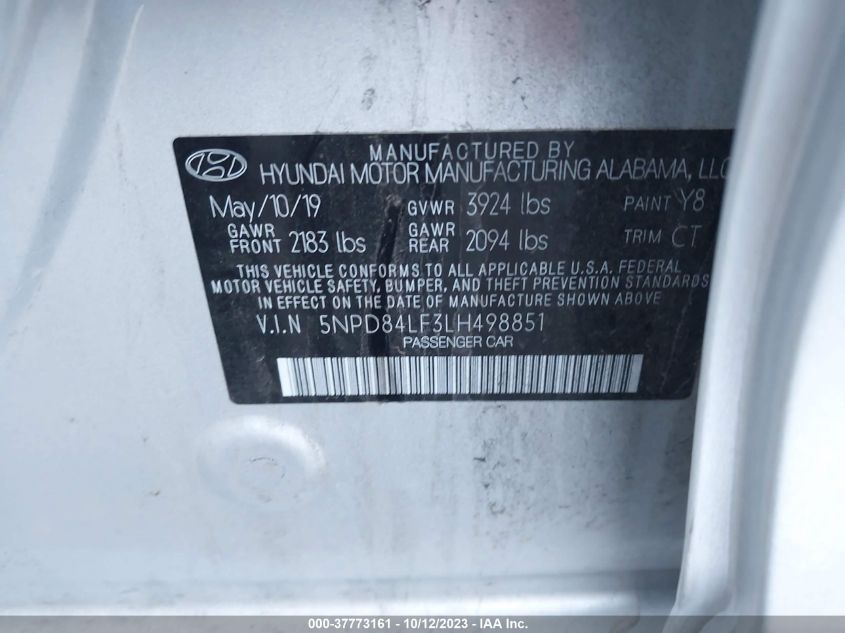 MANUFACTURED BY
HYUNDAI MOTOR MANUFACTURING ALABAMA, LLC
May/10/19 GVWR 3924 lbs PAINT Y8
GAWR FRONT 2183 lbs GAWR REAR 2094 lbs TRIM CT
THIS VEHICLE CONFORMS TO ALL APPLICABLE U.S.A. FEDERAL
MOTOR VEHICLE SAFETY, BUMPER, AND THEFT PREVENTION STANDARDS
IN EFFECT ON THE DATE OF MANUFACTURE SHOWN ABOVE.
V.I.N 5NPD84LF3LH498851
PASSENGER CAR
000-37773161 - 10/12/2023 - IAA Inc.